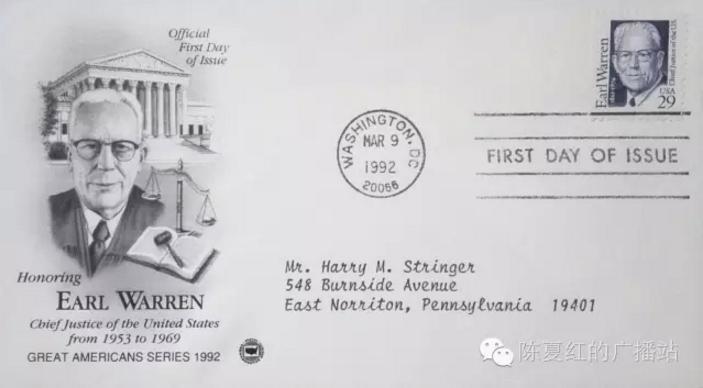 Official
First Day
of Issue
Earl Warren
Chief Justice of the U.S.
USA
29
WASHINGTON, DC
MAR 9
1992
20066
FIRST DAY OF ISSUE
Mr. Harry M. Stringer
548 Burnside Avenue
East Norriton, Pennsylvania 19401
Honoring
EARL WARREN
Chief Justice of the United States
from 1953 to 1969
GREAT AMERICANS SERIES 1992
陈夏红的广播站